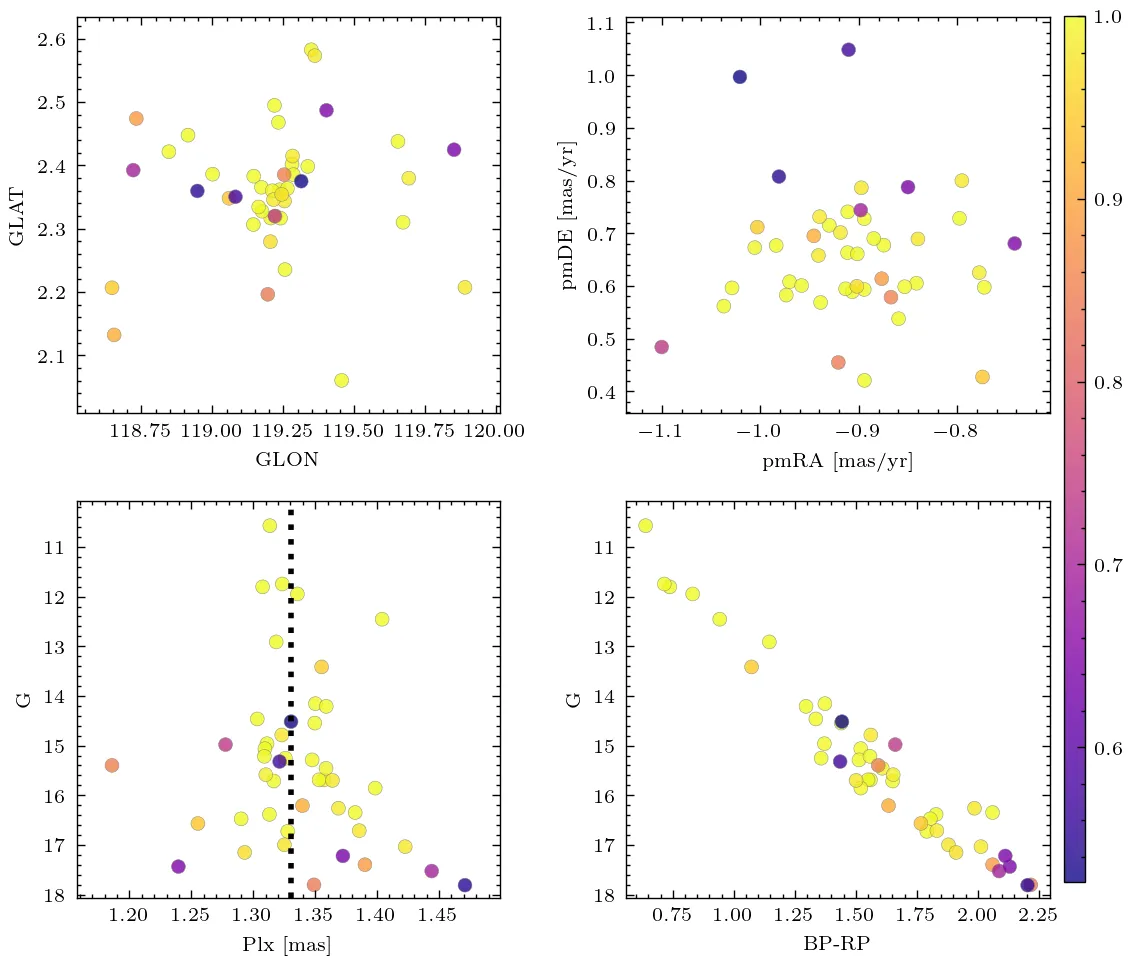 2.6
2.5
2.4
2.3
2.2
2.1
GLAT
118.75 119.00 119.25 119.50 119.75 120.00
GLON
1.1
1.0
0.9
0.8
0.7
0.6
0.5
0.4
pmDE [mas/yr]
−1.1 −1.0 −0.9 −0.8
pmRA [mas/yr]
1.0
0.9
0.8
0.7
0.6
11
12
13
14
15
16
17
18
G
1.20 1.25 1.30 1.35 1.40 1.45
Plx [mas]
11
12
13
14
15
16
17
18
G
0.75 1.00 1.25 1.50 1.75 2.00 2.25
BP-RP